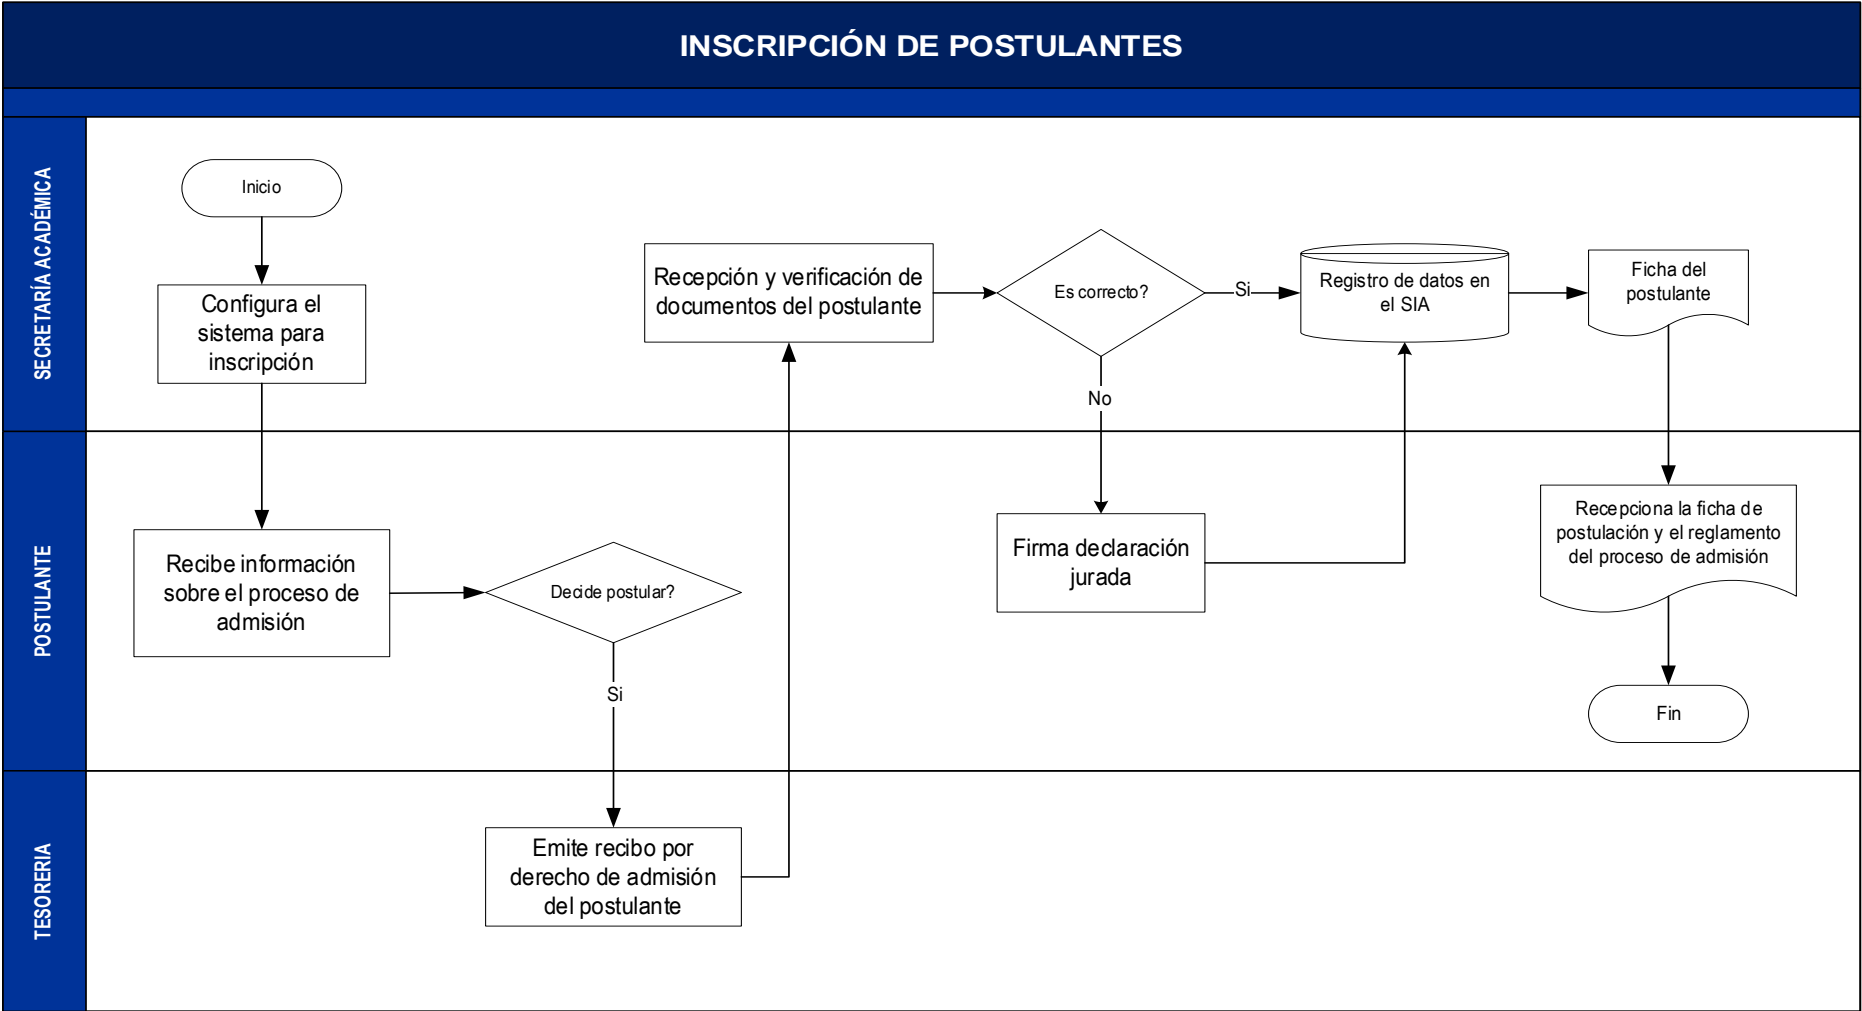 INSCRIPCIÓN DE POSTULANTES
SECRETARÍA ACADÉMICA
Inicio
Configura el
sistema para
inscripción
Recepción y verificación de
documentos del postulante
Es correcto?
Si
No
Registro de datos en
el SIA
Ficha del
postulante
POSTULANTE
Recibe información
sobre el proceso de
admisión
Decide postular?
Si
Firma declaración
jurada
Recepciona la ficha de
postulación y el reglamento
del proceso de admisión
Fin
TESORERIA
Emite recibo por
derecho de admisión
del postulante